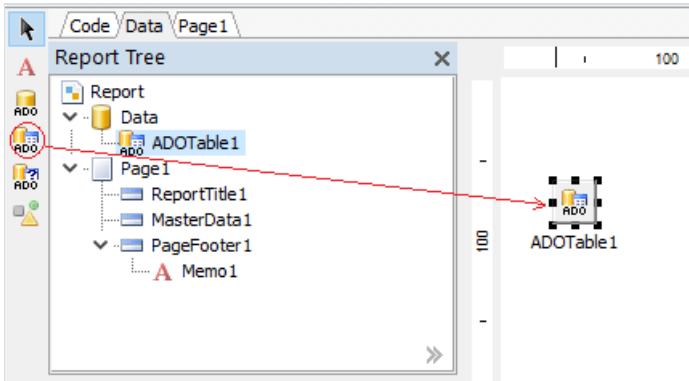 Code Data Page1
Report Tree
100
A
Report
ADO
Data
ADO
ADO ADOTable1
ADO
Page1
ReportTitle1
MasterData1
PageFooter1
A Memo1
ADO
ADOTable1
100